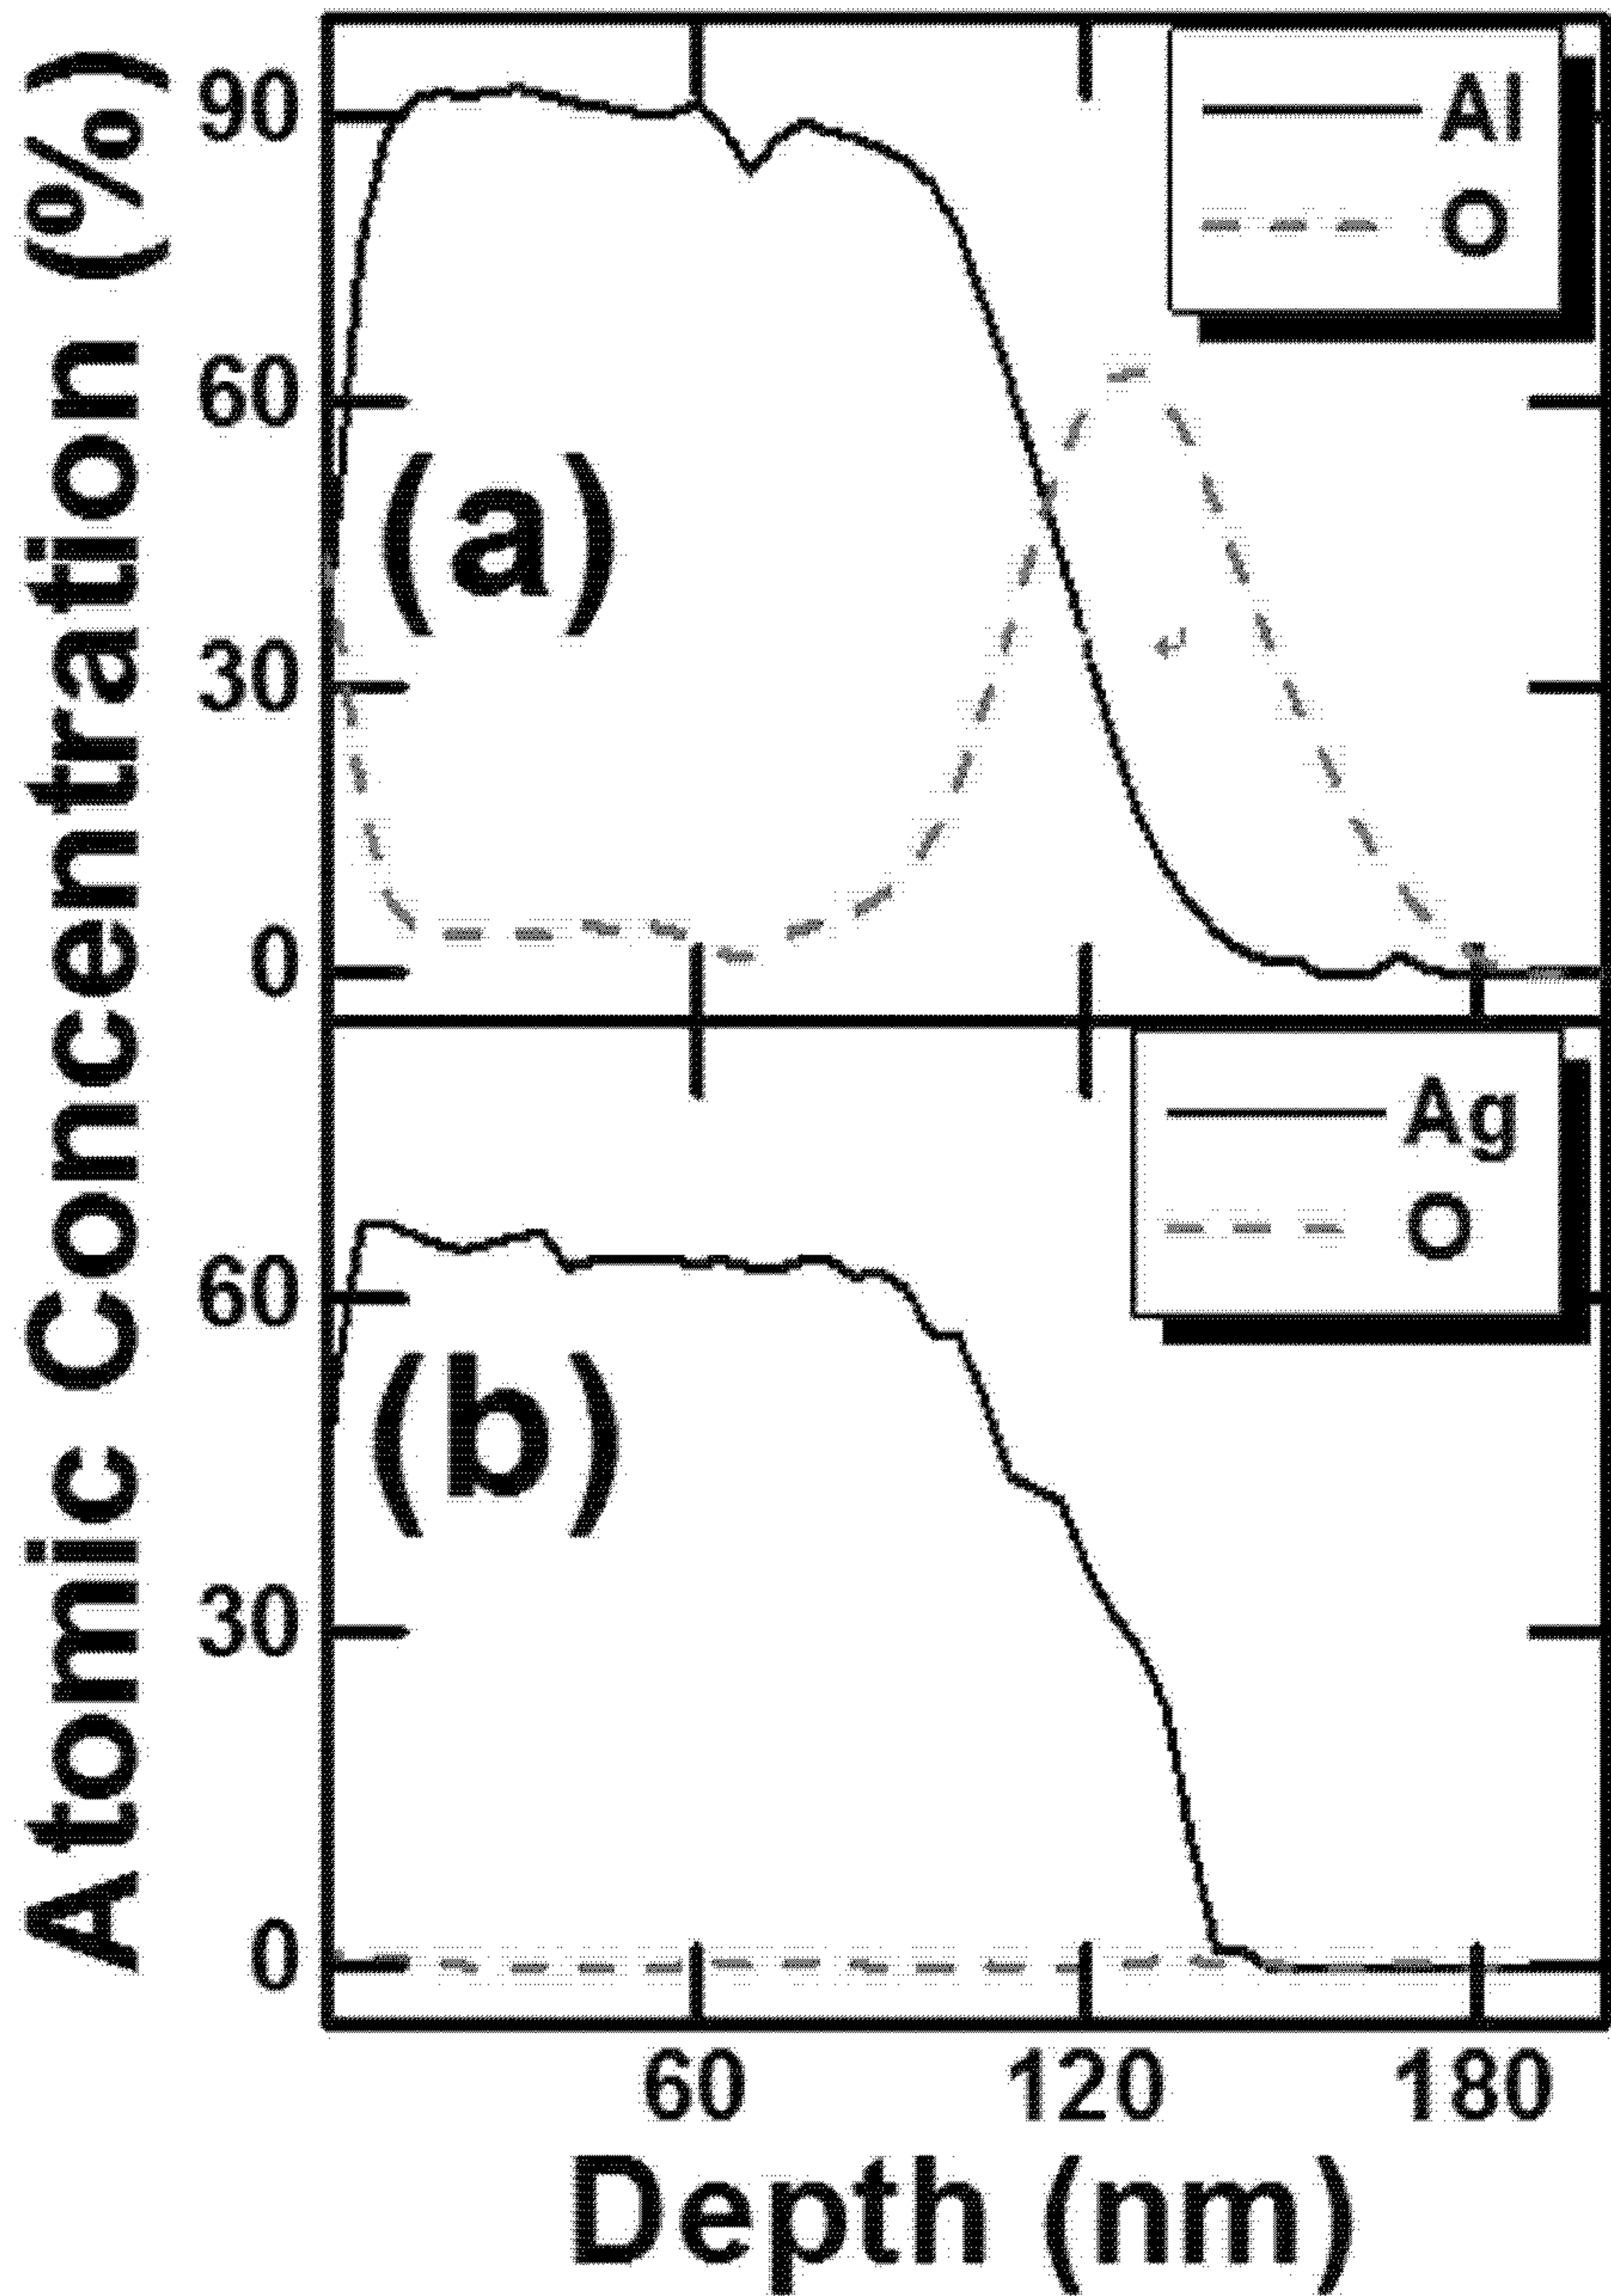 Atomic Concentration (%)
90
60
30
0
(a)
Al
O
60
30
0
(b)
Ag
O
60 120 180
Depth (nm)